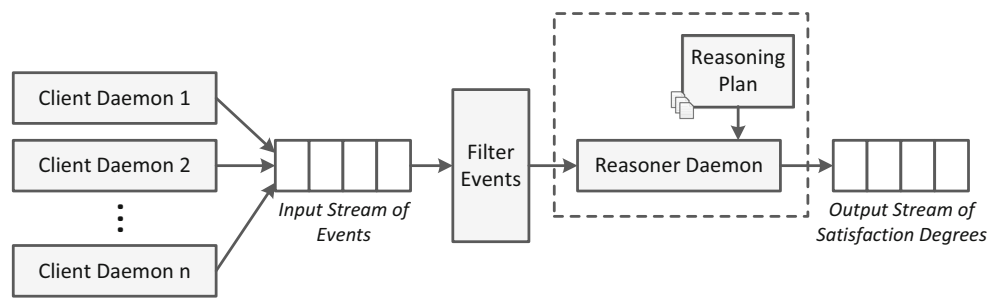 Client Daemon 1
Client Daemon 2
⋮
Client Daemon n
Input Stream of
Events
Filter
Events
Reasoning
Plan
Reasoner Daemon
Output Stream of
Satisfaction Degrees